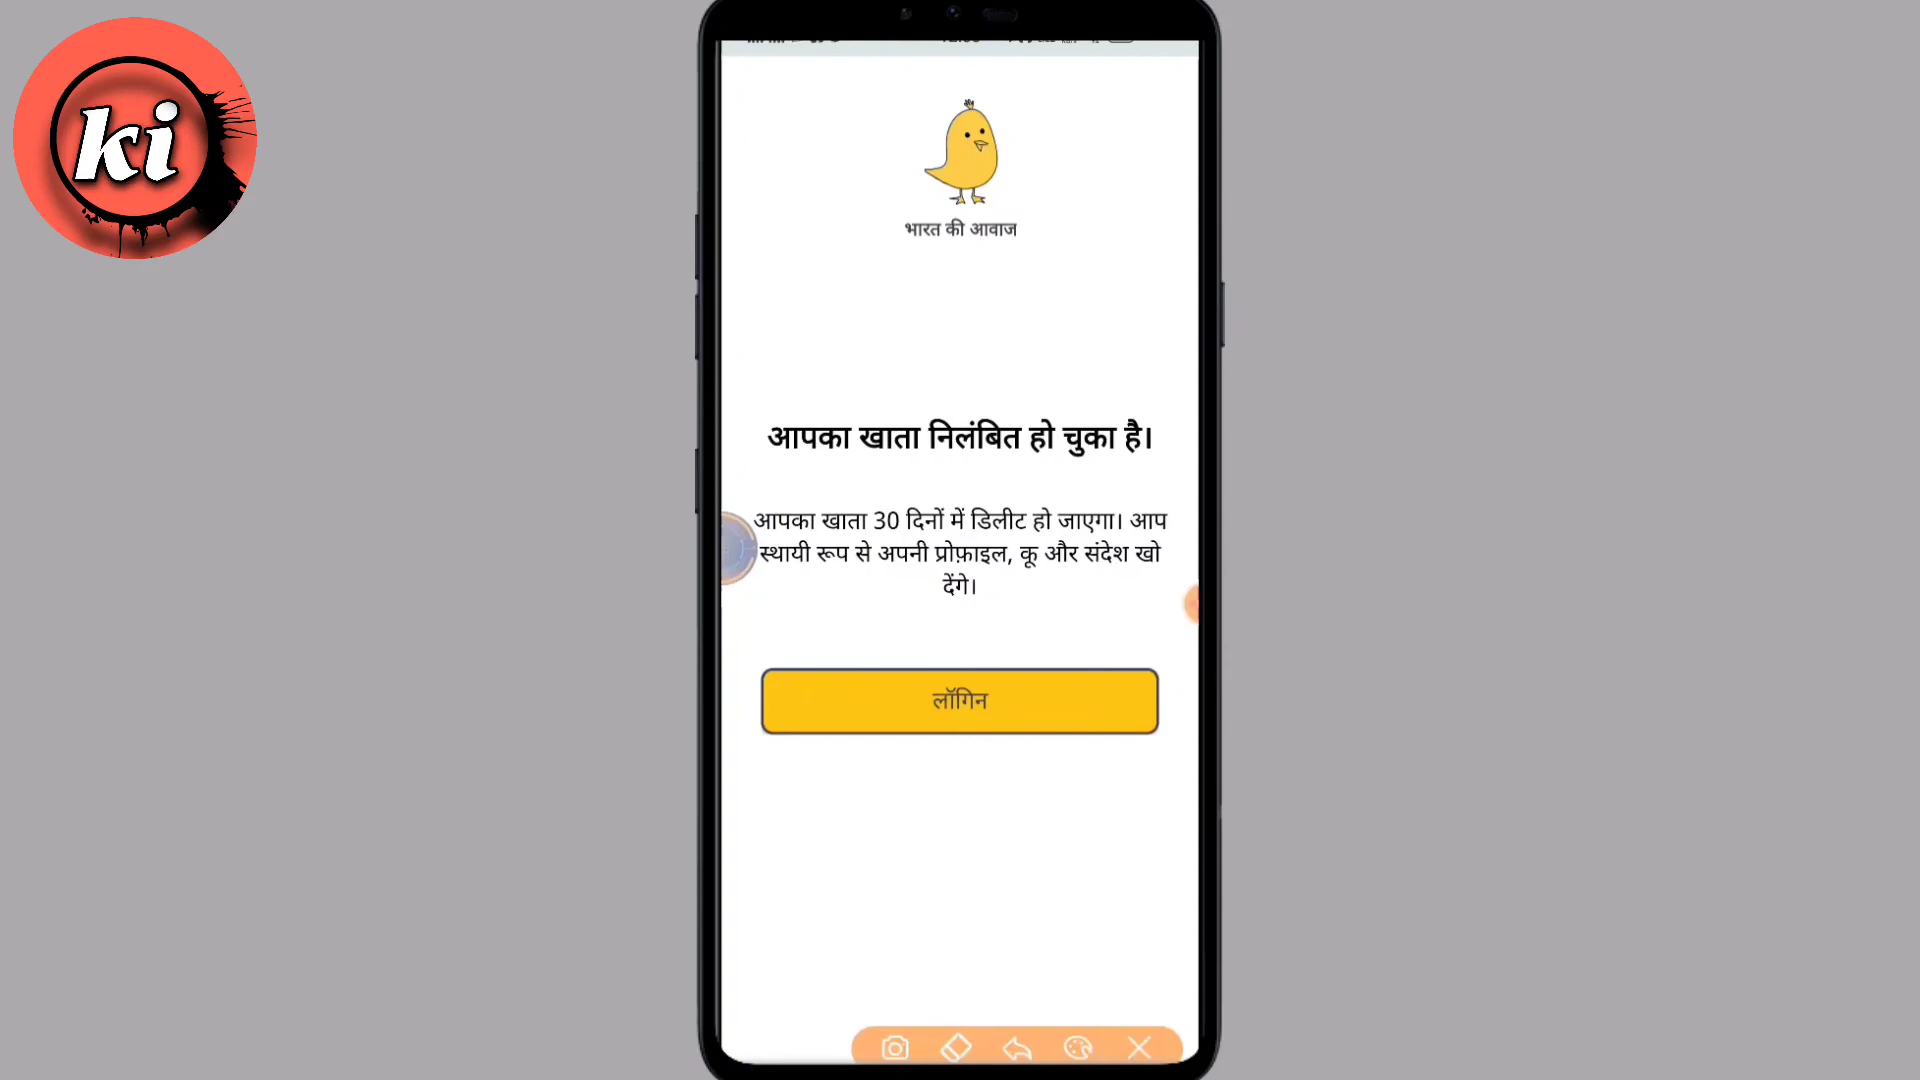 ki
भारत की आवाज
आपका खाता निलंबित हो चुका है।
आपका खाता 30 दिनों में डिलीट हो जाएगा। आप
स्थायी रूप से अपनी प्रोफ़ाइल, कू और संदेश खो
देंगे।
लॉगिन